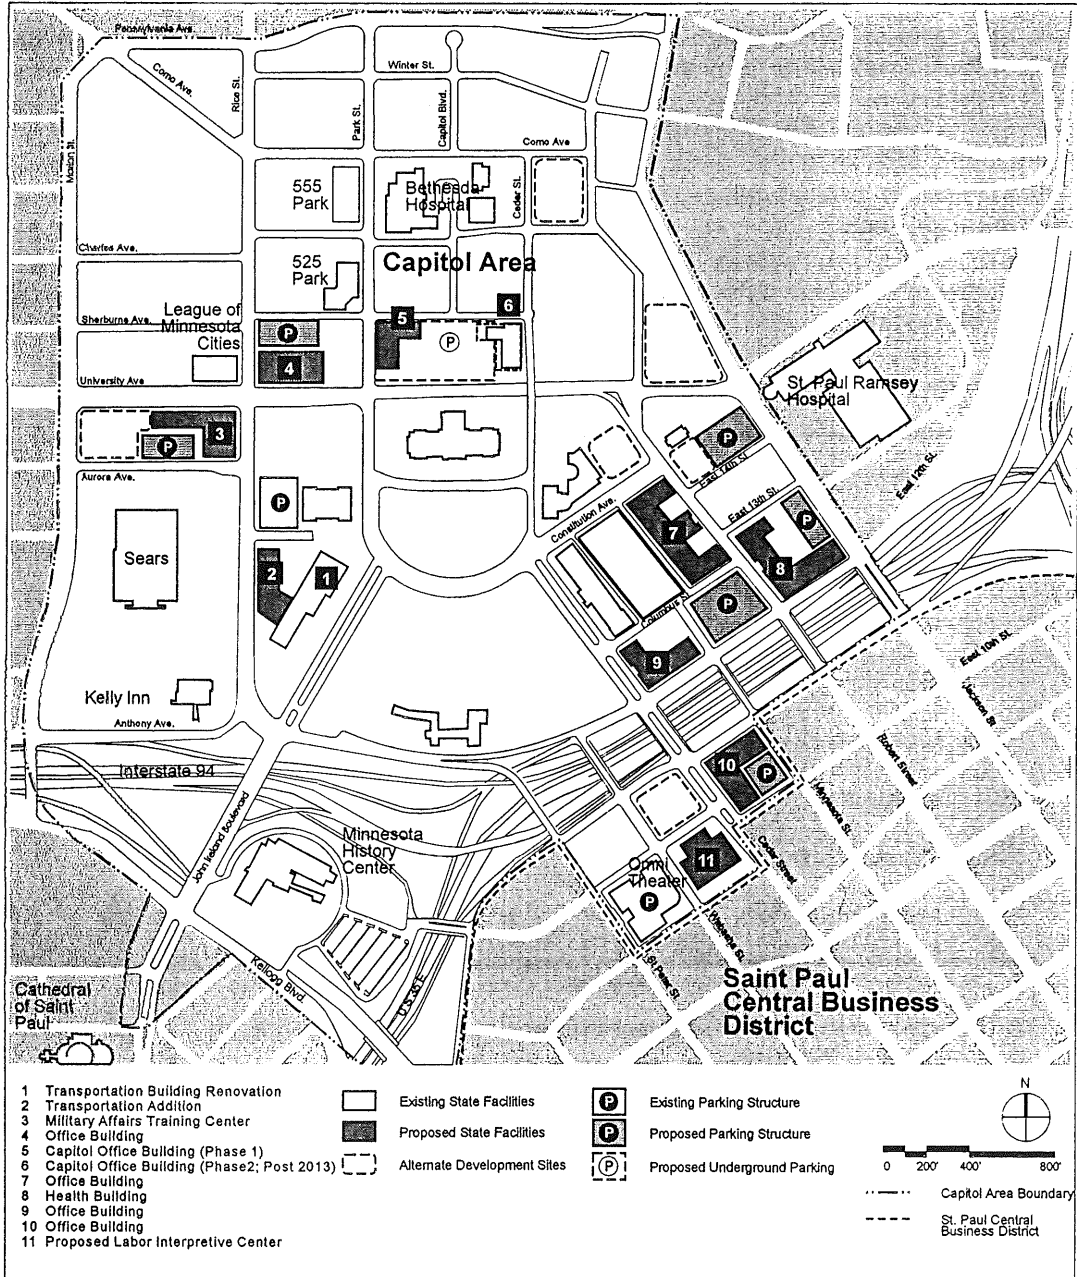 Pennsylvania Ave.
Como Ave.
Rice St.
Winter St.
Park St.
Capitol Blvd.
Como Ave
Marion St.
555
Park
Bethesda
Hospital
Cedar St.
Charles Ave.
525
Park
Capitol Area
League of
Minnesota
Cities
Sherburne Ave.
5
6
P
P
4
University Ave
St. Paul Ramsey
Hospital
3
P
P
East 14th St.
East 12th St.
Aurora Ave.
P
Constitution Ave.
East 13th St.
P
7
8
Sears
2
1
P
Columbus St.
9
East 10th St.
Kelly Inn
Anthony Ave.
Jackson St
Robert Street
Interstate 94
10
P
Minnesota St.
John Ireland Boulevard
Minnesota
History
Center
Cedar Street
11
Omni
Theater
P
Wabasha St.
St Peter St.
Kellogg Blvd.
U.S. 35 E
Cathedral
of Saint
Paul
Saint Paul
Central Business
District
1 Transportation Building Renovation
2 Transportation Addition
3 Military Affairs Training Center
4 Office Building
5 Capitol Office Building (Phase 1)
6 Capitol Office Building (Phase2; Post 2013)
7 Office Building
8 Health Building
9 Office Building
10 Office Building
11 Proposed Labor Interpretive Center
Existing State Facilities
Proposed State Facilities
Alternate Development Sites
P Existing Parking Structure
P Proposed Parking Structure
P Proposed Underground Parking
N
0 200' 400' 800'
Capitol Area Boundary
St. Paul Central
Business District